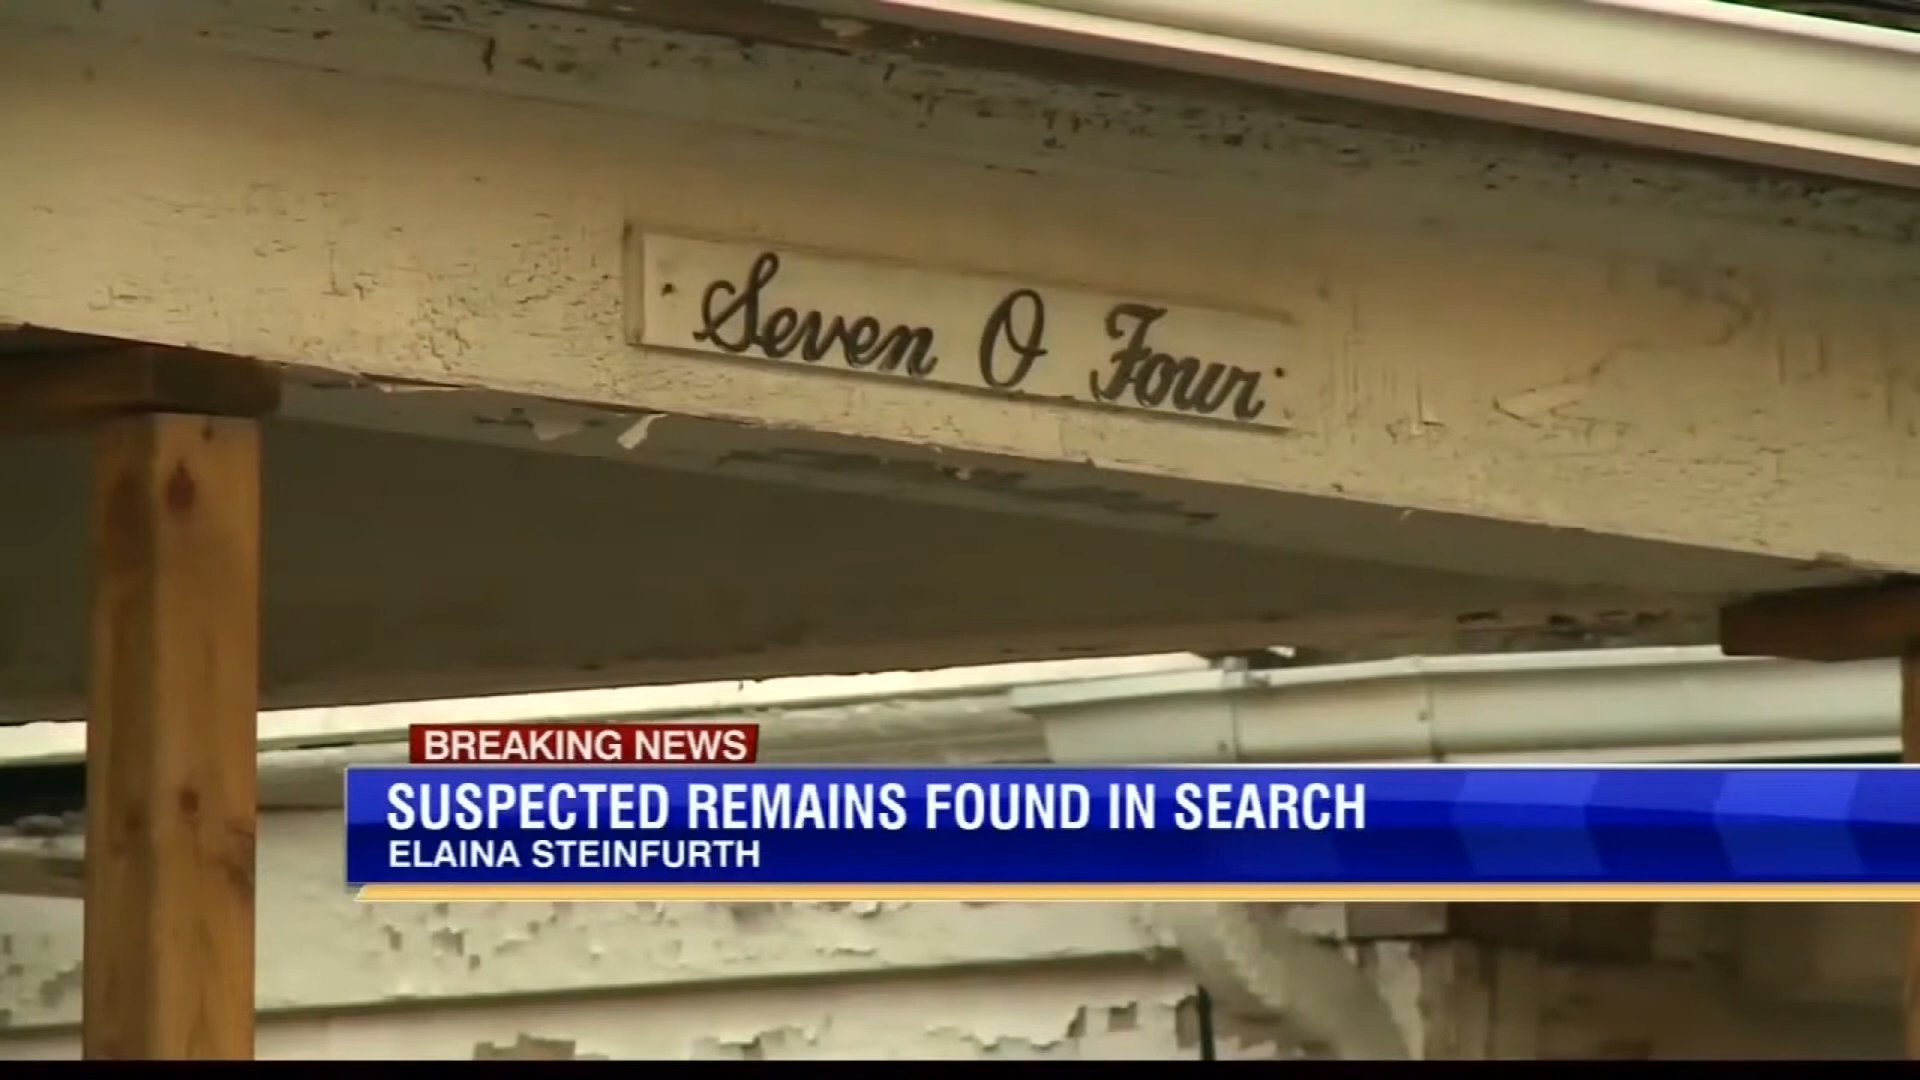 Seven O Four
BREAKING NEWS
SUSPECTED REMAINS FOUND IN SEARCH
ELAINA STEINFURTH